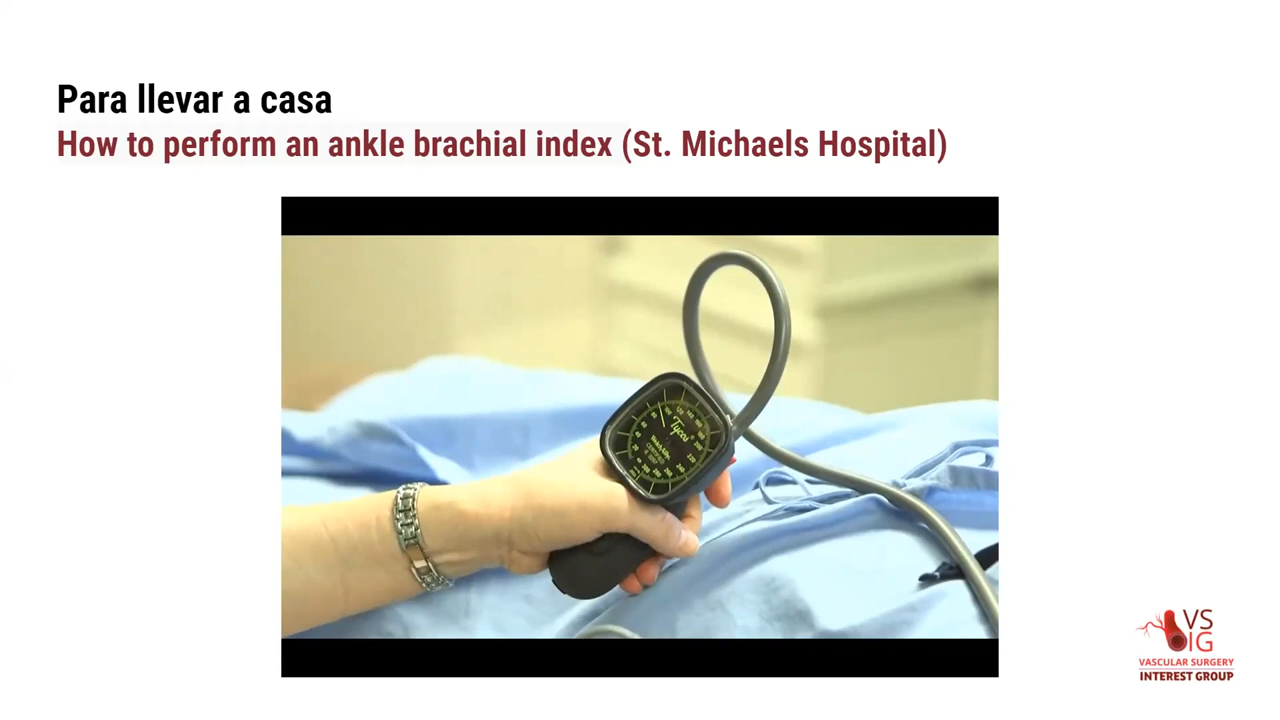 Para llevar a casa
How to perform an ankle brachial index (St. Michaels Hospital)
Tycos
VS
IG
VASCULAR SURGERY
INTEREST GROUP